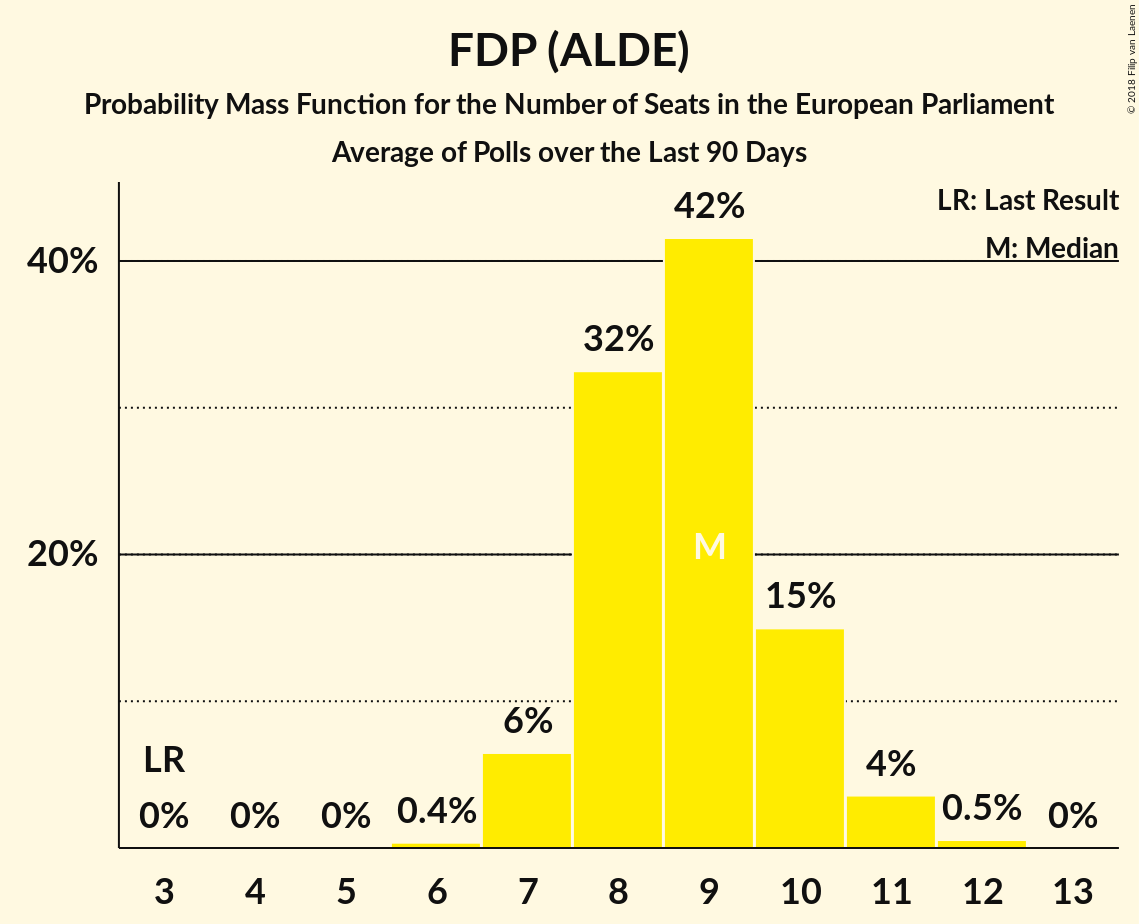 FDP (ALDE)
Probability Mass Function for the Number of Seats in the European Parliament
Average of Polls over the Last 90 Days
© 2018 Filip van Laenen
LR: Last Result
M: Median
40%
20%
LR
0%
0%
0%
0.4%
6%
32%
42%
M
15%
4%
0.5%
0%
3 4 5 6 7 8 9 10 11 12 13